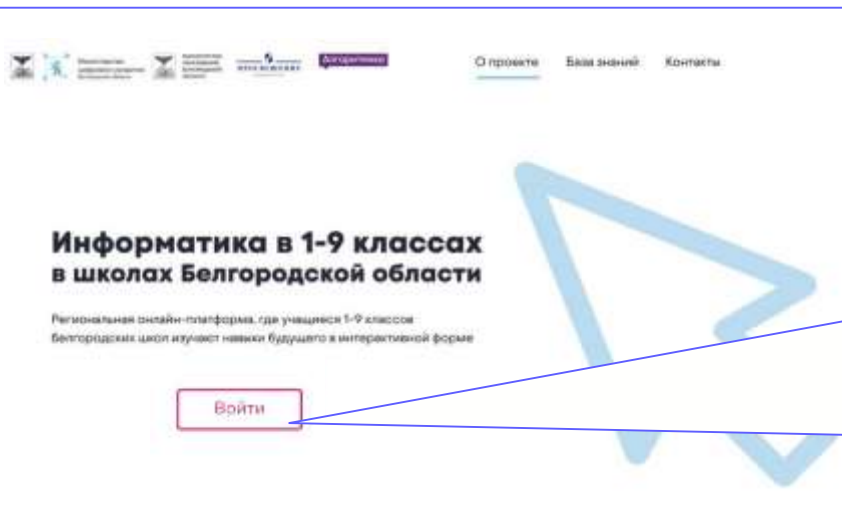 Алгоритмика
О проекте
База знаний
Контакты
Информатика в 1-9 классах
в школах Белгородской области
Региональная онлайн-платформа, где учащиеся 1-9 классов
белгородских школ изучают навыки будущего в интерактивной форме
Войти